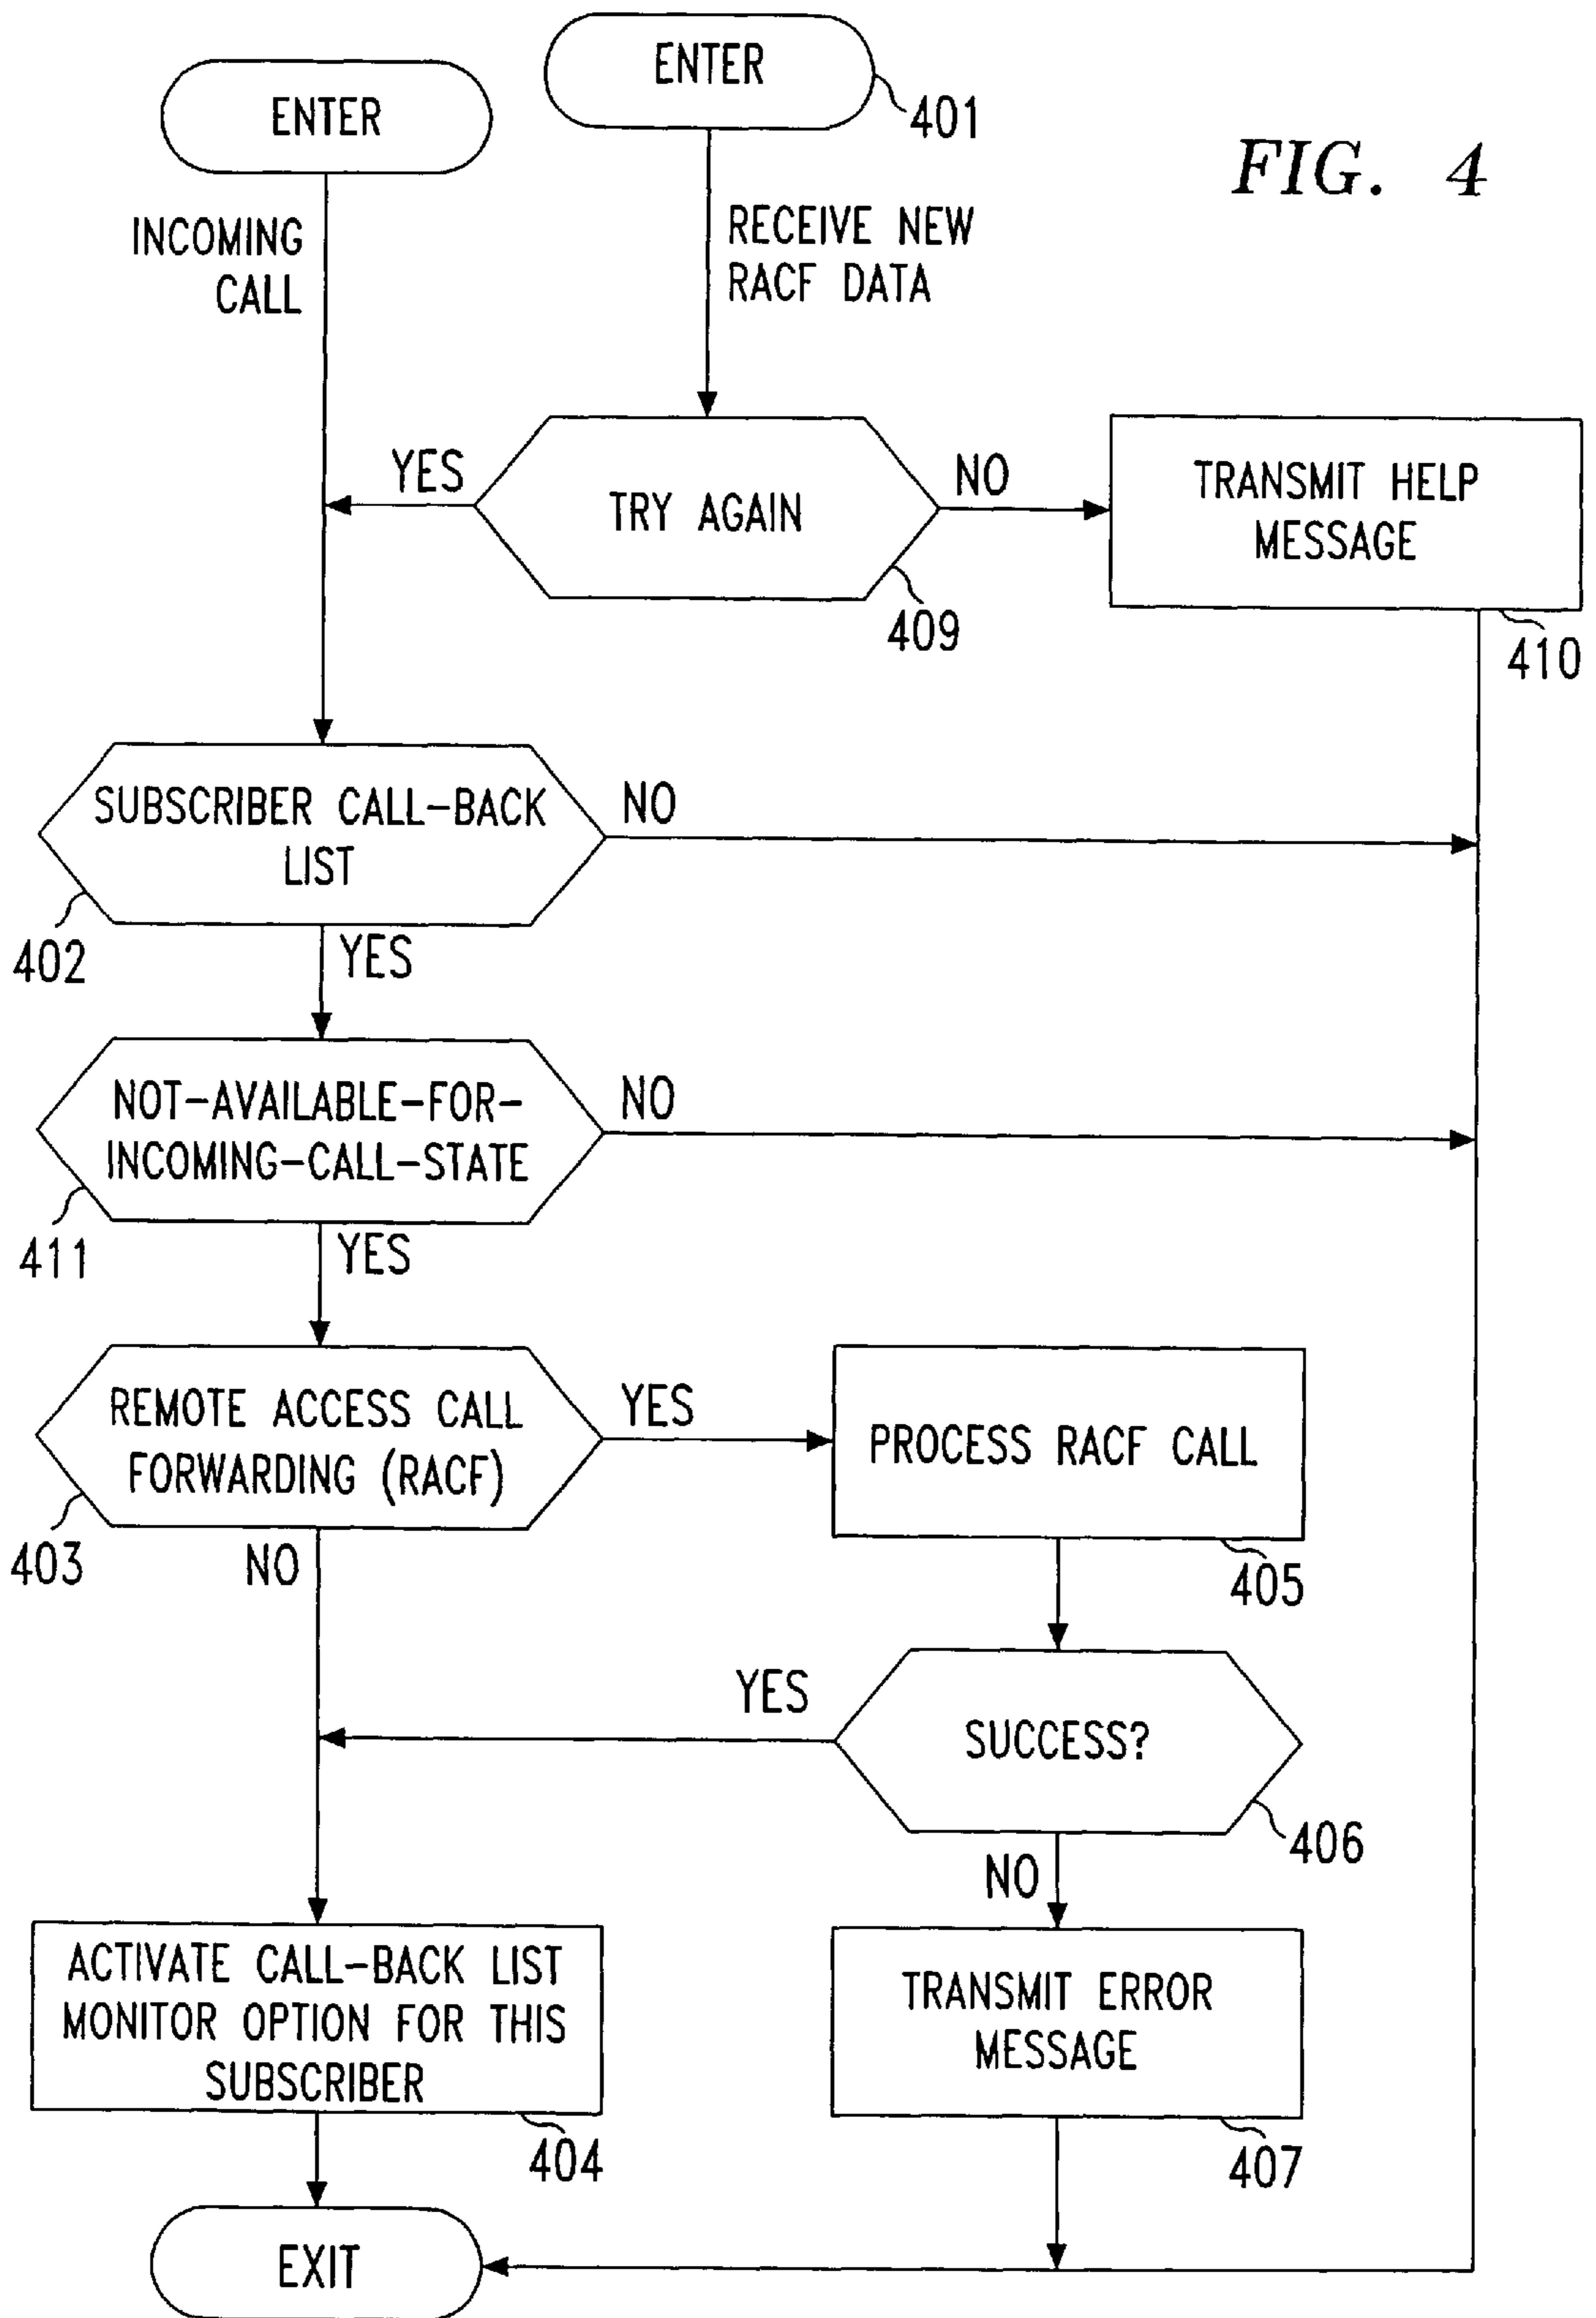 ENTER
ENTER
401
FIG. 4
INCOMING
CALL
RECEIVE NEW
RACF DATA
YES
TRY AGAIN
NO
TRANSMIT HELP
MESSAGE
409
410
SUBSCRIBER CALL-BACK
LIST
NO
402
YES
NOT-AVAILABLE-FOR-
INCOMING-CALL-STATE
NO
411
YES
REMOTE ACCESS CALL
FORWARDING (RACF)
YES
PROCESS RACF CALL
403
NO
405
YES
SUCCESS?
406
NO
ACTIVATE CALL-BACK LIST
MONITOR OPTION FOR THIS
SUBSCRIBER
TRANSMIT ERROR
MESSAGE
404
407
EXIT